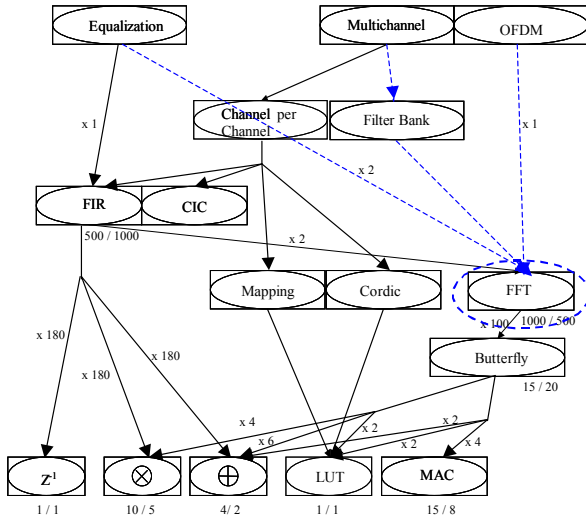 Equalization
Multichannel
OFDM
x 1
Channel per
Channel
Filter Bank
x 1
x 2
FIR
CIC
500 / 1000
x 2
Mapping
Cordic
FFT
x 100
1000 / 500
x 180
x 180
x 180
Butterfly
15 / 20
x 4
x 6
x 2
x 2
x 2
x 4
Z-1
LUT
MAC
1 / 1
10 / 5
4 / 2
1 / 1
15 / 8